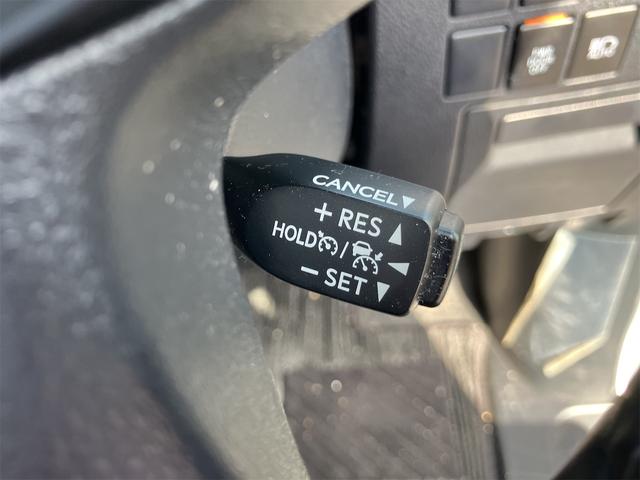 CANCEL▼
+ RES ▲
HOLD / ◀
− SET ▼